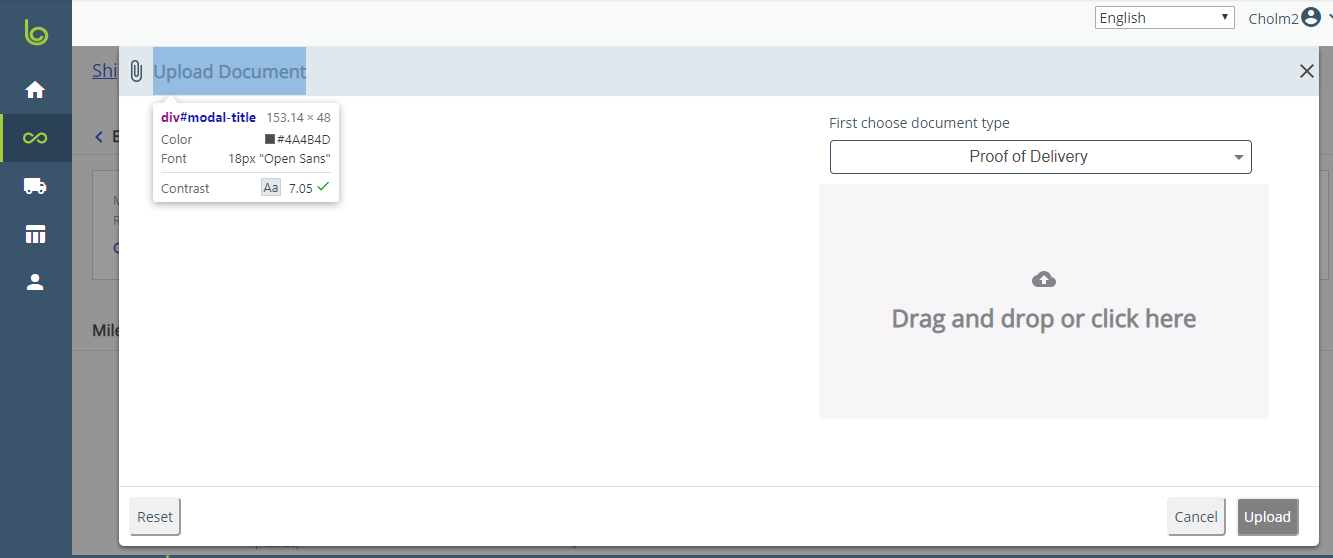 English
Cholm2
Shi
Upload Document
div#modal-title 153.14 × 48
Color #4A4B4D
Font 18px "Open Sans"
Contrast Aa 7.05
First choose document type
Proof of Delivery
Drag and drop or click here
Mile
Reset
Cancel
Upload